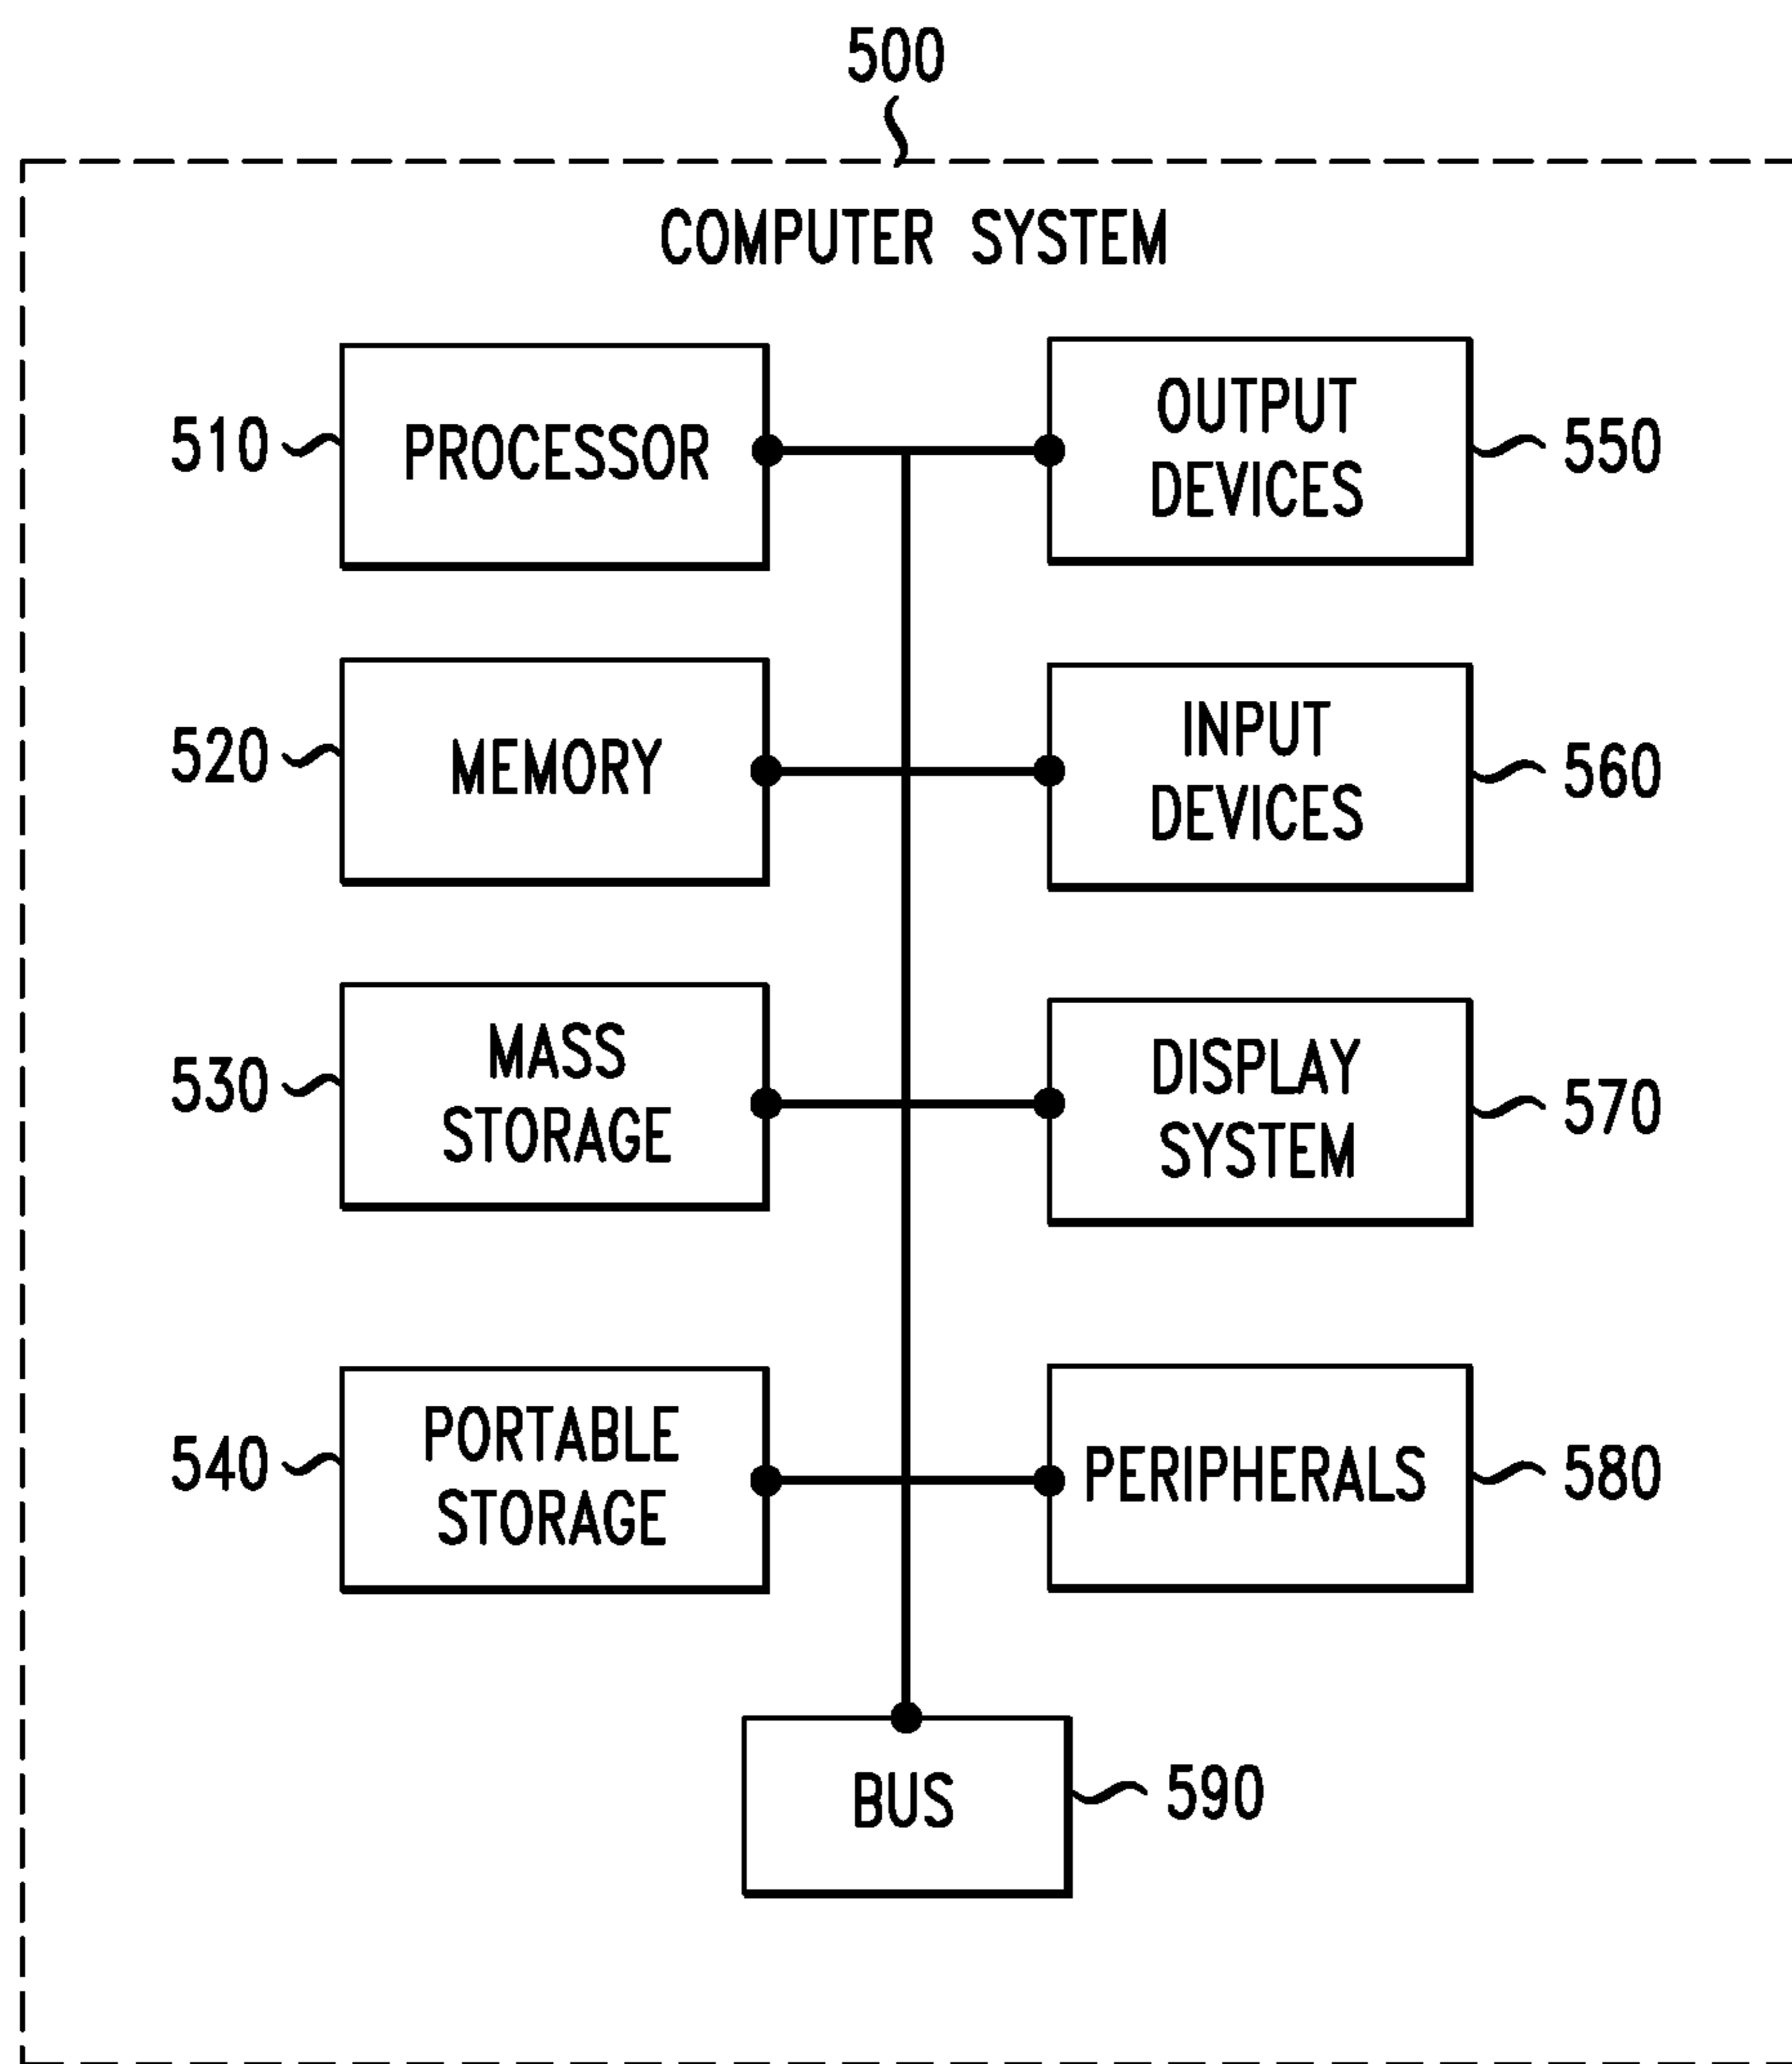 500
COMPUTER SYSTEM
510
PROCESSOR
OUTPUT
DEVICES
550
520
MEMORY
INPUT
DEVICES
560
530
MASS
STORAGE
DISPLAY
SYSTEM
570
540
PORTABLE
STORAGE
PERIPHERALS
580
BUS
590